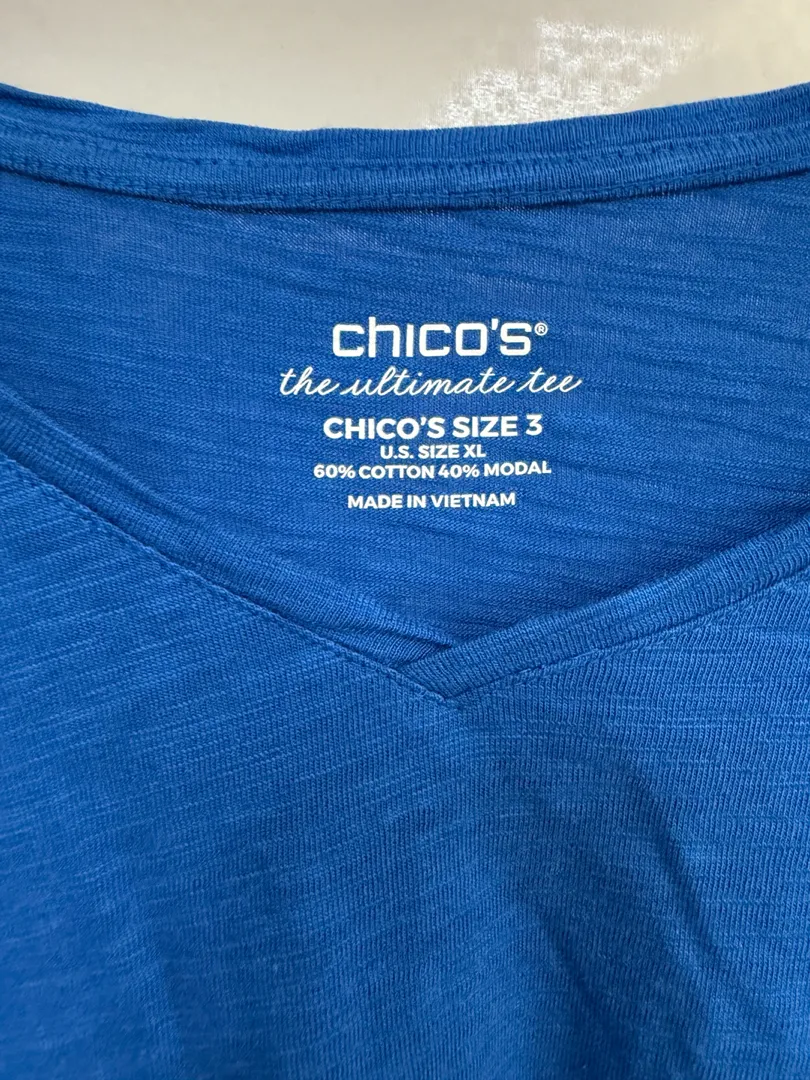 chico's®
the ultimate tee
CHICO'S SIZE 3
U.S. SIZE XL
60% COTTON 40% MODAL
MADE IN VIETNAM